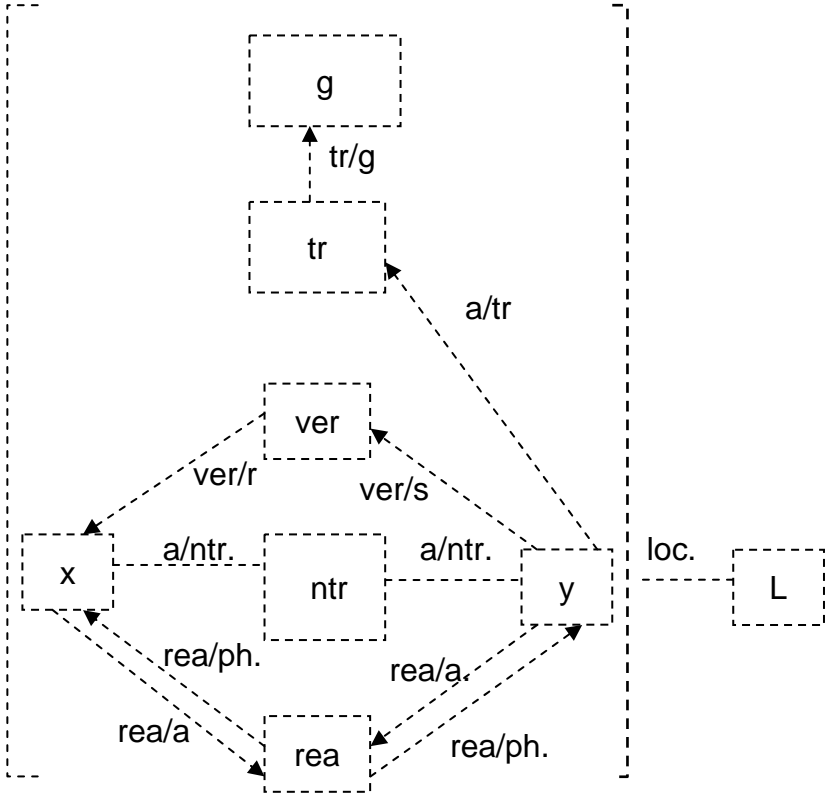 g
tr/g
tr
a/tr
ver
ver/r
ver/s
x
a/ntr.
ntr
a/ntr.
y
loc.
L
rea/ph.
rea/a.
rea/a
rea
rea/ph.